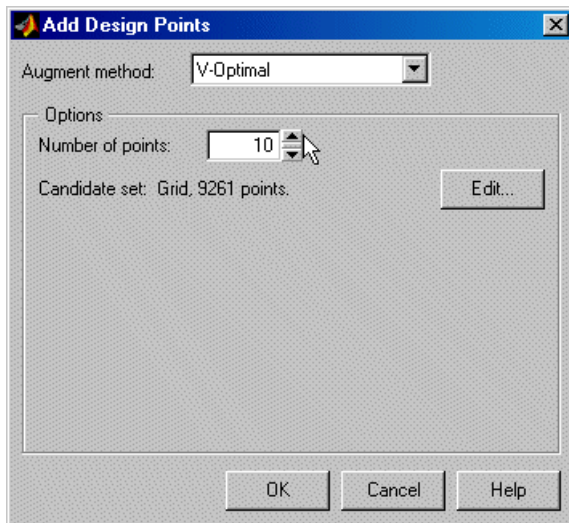 Add Design Points
Augment method: V-Optimal
Options
Number of points: 10
Candidate set: Grid, 9261 points. Edit...
OK Cancel Help